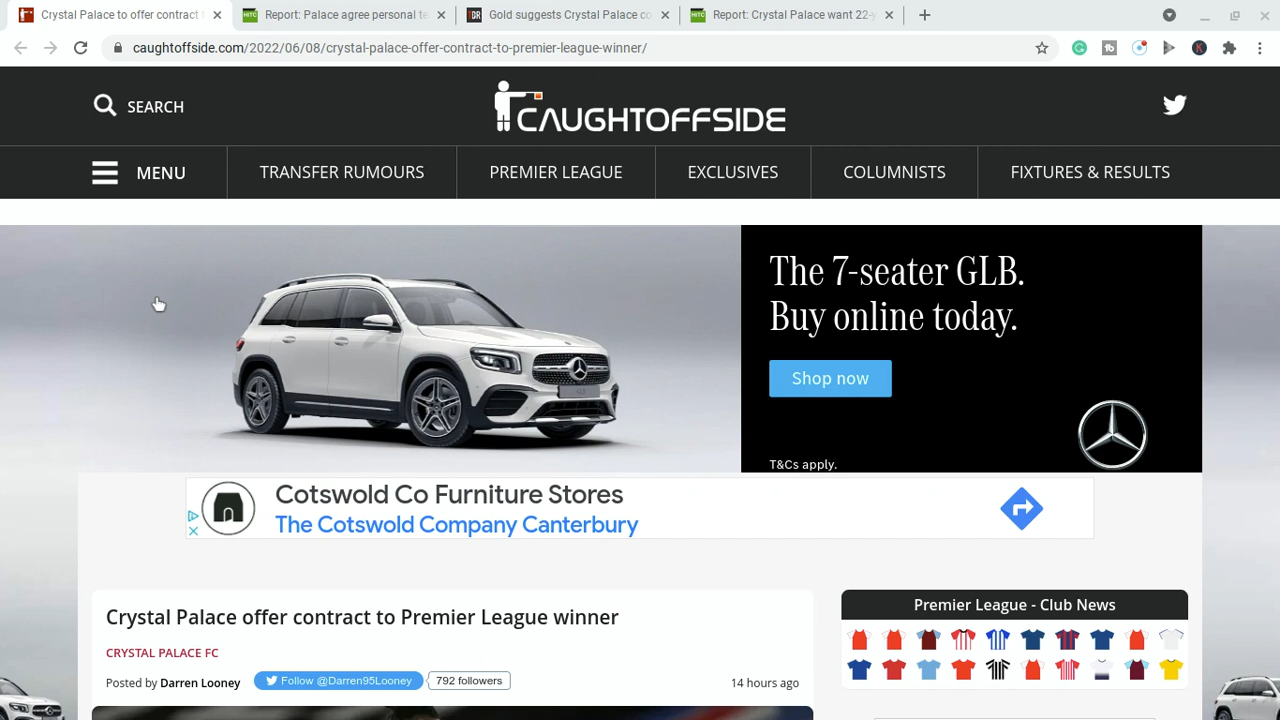 Crystal Palace to offer contract t
Report: Palace agree personal te
Gold suggests Crystal Palace co
Report: Crystal Palace want 22-y
caughtoffside.com/2022/06/08/crystal-palace-offer-contract-to-premier-league-winner/
SEARCH
CAUGHTOFFSIDE
MENU
TRANSFER RUMOURS
PREMIER LEAGUE
EXCLUSIVES
COLUMNISTS
FIXTURES & RESULTS
The 7-seater GLB.
Buy online today.
Shop now
T&Cs apply.
Cotswold Co Furniture Stores
The Cotswold Company Canterbury
Crystal Palace offer contract to Premier League winner
CRYSTAL PALACE FC
Posted by Darren Looney
Follow @Darren95Looney
792 followers
14 hours ago
Premier League - Club News